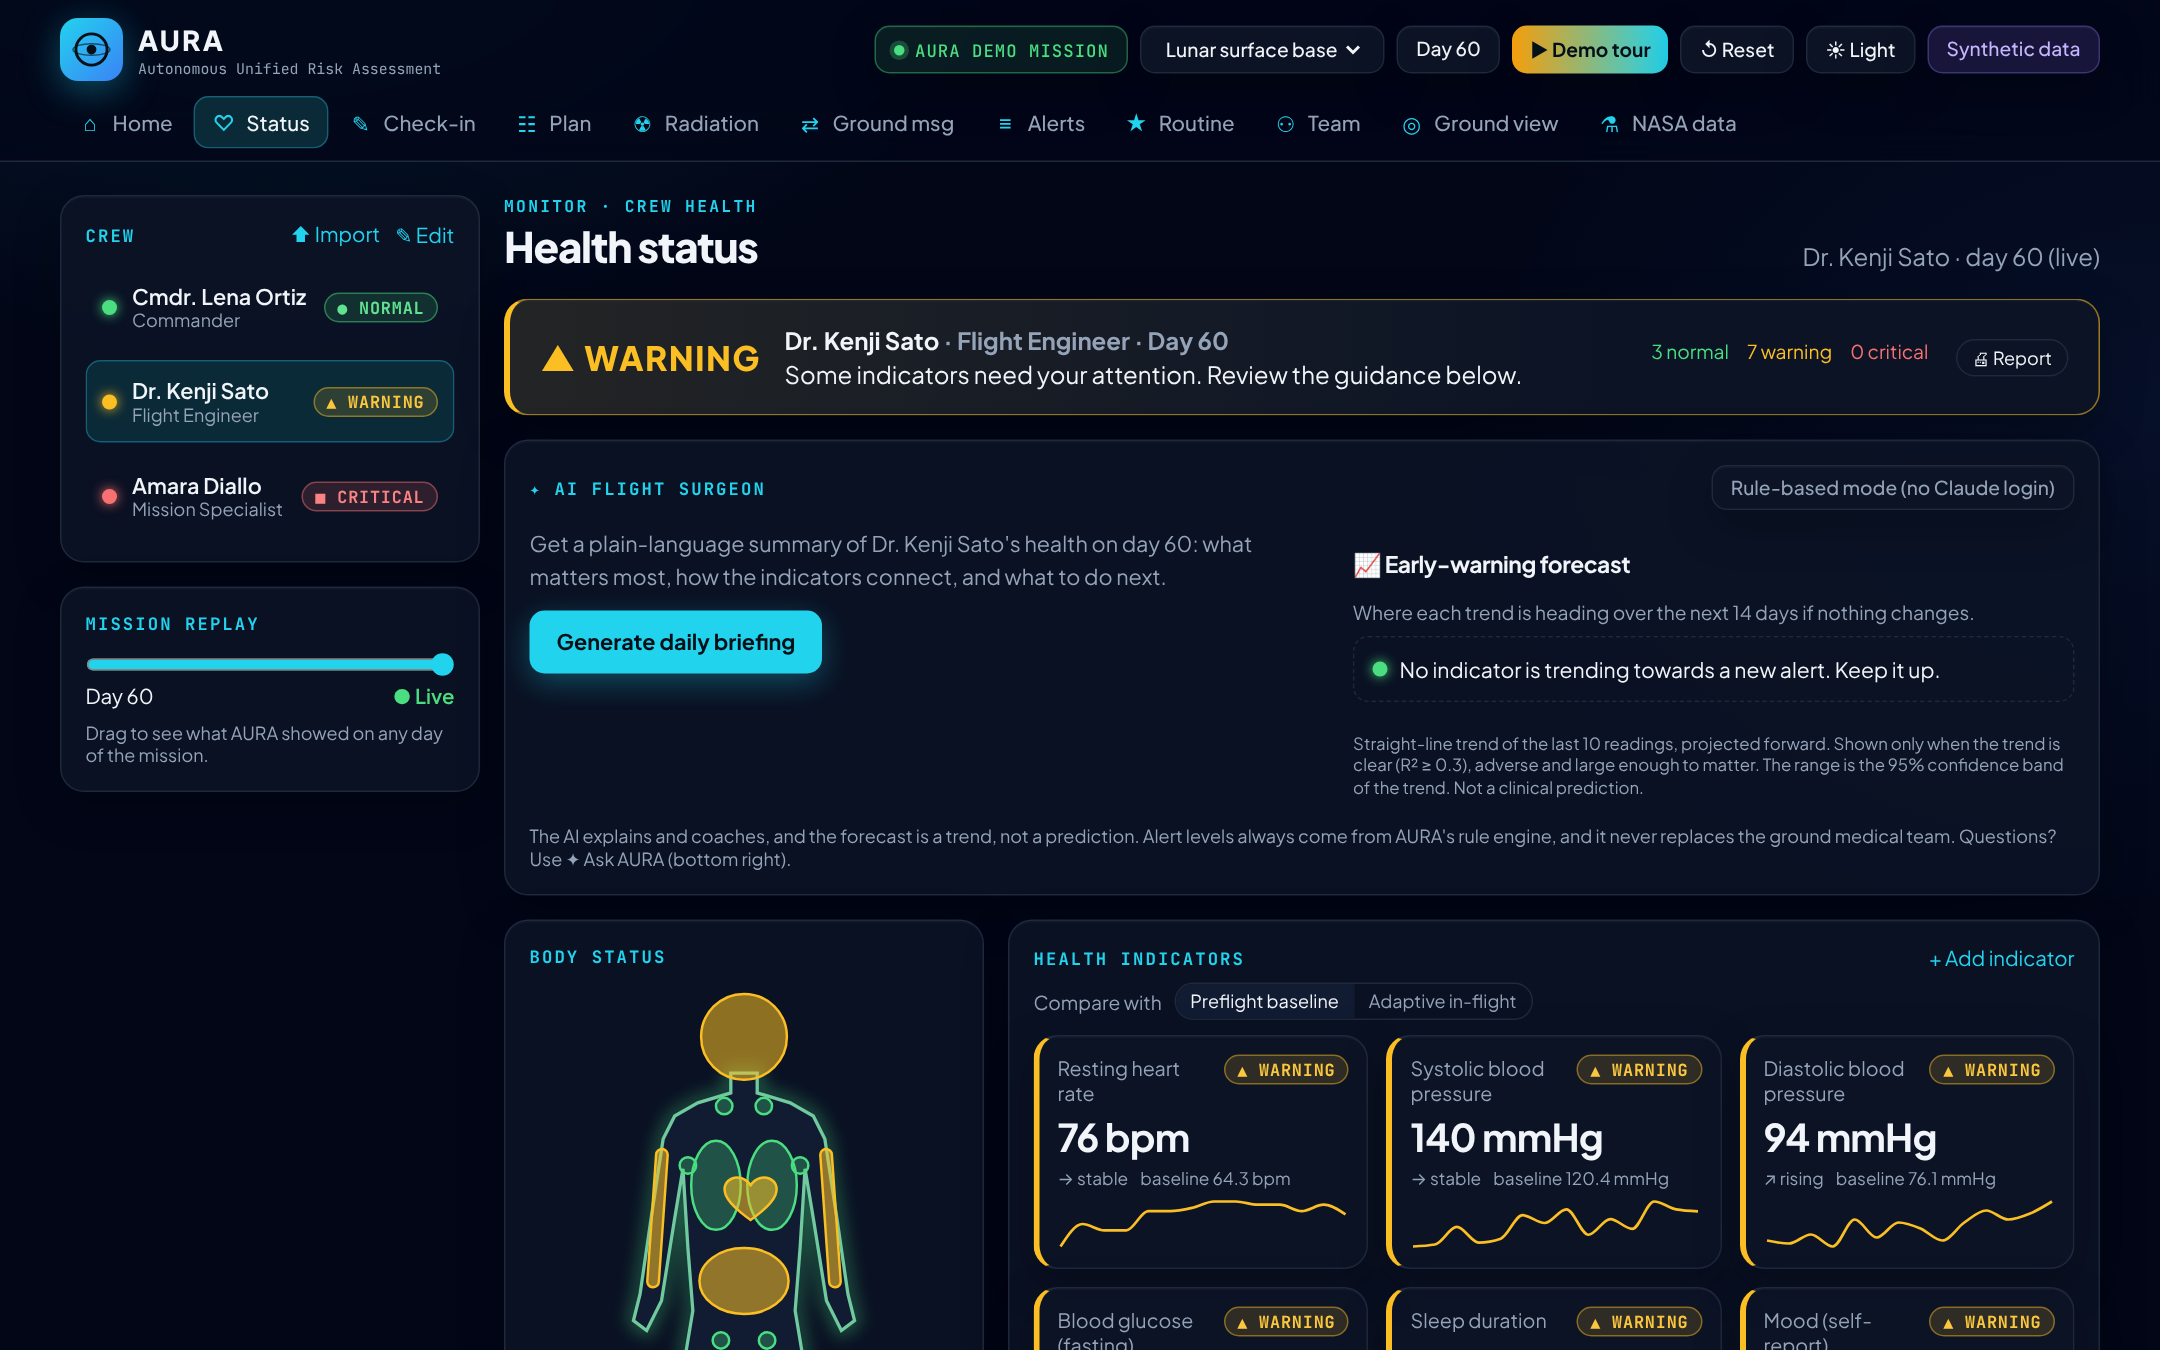 AURA
Autonomous Unified Risk Assessment
AURA DEMO MISSION
Lunar surface base
Day 60
▶ Demo tour
↺ Reset
☀ Light
Synthetic data
Home
Status
Check-in
Plan
Radiation
Ground msg
Alerts
Routine
Team
Ground view
NASA data
CREW
Import
Edit
Cmdr. Lena Ortiz
Commander
● NORMAL
Dr. Kenji Sato
Flight Engineer
▲ WARNING
Amara Diallo
Mission Specialist
■ CRITICAL
MISSION REPLAY
Day 60
Live
Drag to see what AURA showed on any day
of the mission.
MONITOR · CREW HEALTH
Health status
Dr. Kenji Sato · day 60 (live)
▲ WARNING
Dr. Kenji Sato · Flight Engineer · Day 60
Some indicators need your attention. Review the guidance below.
3 normal 7 warning 0 critical
Report
✦ AI FLIGHT SURGEON
Rule-based mode (no Claude login)
Get a plain-language summary of Dr. Kenji Sato's health on day 60: what
matters most, how the indicators connect, and what to do next.
Generate daily briefing
Early-warning forecast
Where each trend is heading over the next 14 days if nothing changes.
No indicator is trending towards a new alert. Keep it up.
Straight-line trend of the last 10 readings, projected forward. Shown only when the trend is
clear (R² ≥ 0.3), adverse and large enough to matter. The range is the 95% confidence band
of the trend. Not a clinical prediction.
The AI explains and coaches, and the forecast is a trend, not a prediction. Alert levels always come from AURA's rule engine, and it never replaces the ground medical team. Questions?
Use ✦ Ask AURA (bottom right).
BODY STATUS
HEALTH INDICATORS
+ Add indicator
Compare with
Preflight baseline
Adaptive in-flight
Resting heart
rate
▲ WARNING
76 bpm
→ stable baseline 64.3 bpm
Systolic blood
pressure
▲ WARNING
140 mmHg
→ stable baseline 120.4 mmHg
Diastolic blood
pressure
▲ WARNING
94 mmHg
↗ rising baseline 76.1 mmHg
Blood glucose
(fasting)
▲ WARNING
Sleep duration
▲ WARNING
Mood (self-
report)
▲ WARNING